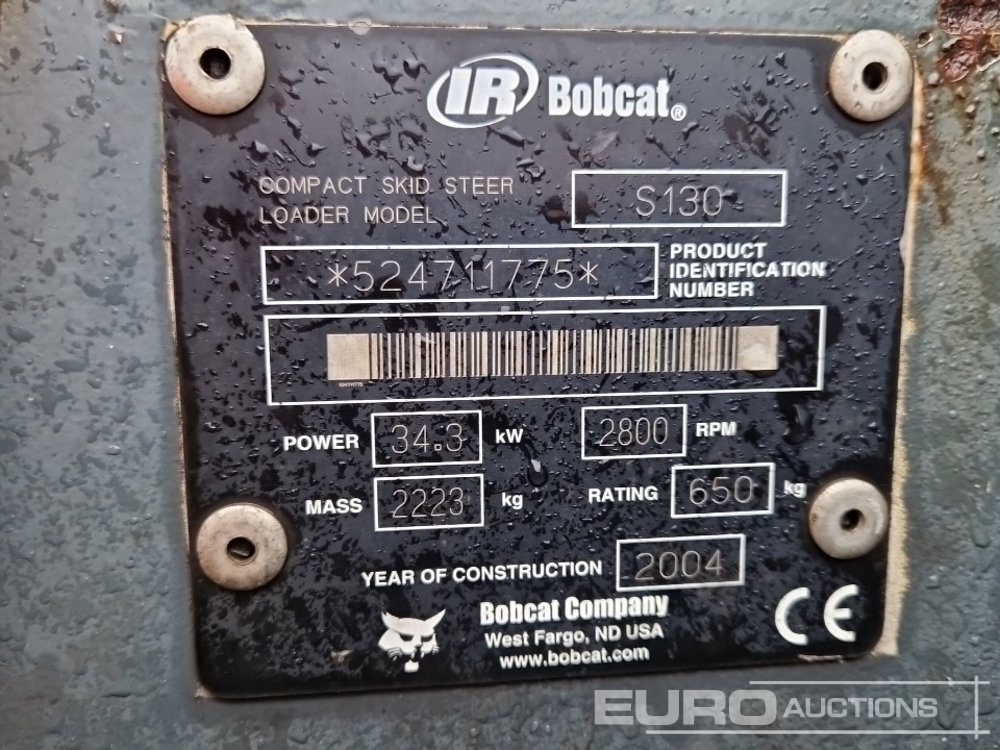 IR Bobcat®
COMPACT SKID STEER
LOADER MODEL
S130
*524711775*
PRODUCT
IDENTIFICATION
NUMBER
524711775
POWER 34.3 kW 2800 RPM
MASS 2223 kg RATING 650 kg
YEAR OF CONSTRUCTION 2004
Bobcat Company
West Fargo, ND USA
www.bobcat.com
CE
EURO AUCTIONS